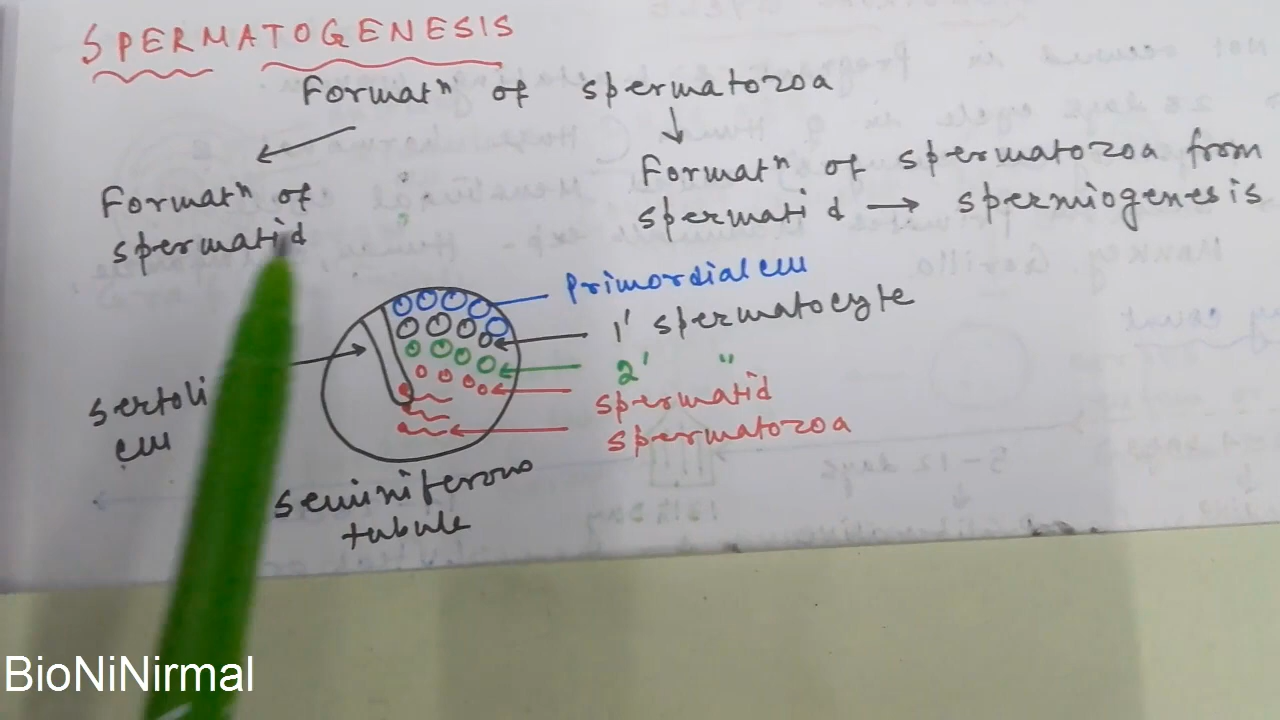 SPERMATOGENESIS
Formatⁿ of spermatozoa
Formatⁿ of spermatozoa from
spermatid → spermiogenesis
Formatⁿ of
spermatid
Primordial cell
1' spermatocyte
2' "
spermatid
spermatozoa
Sertoli
cell
Seminiferous
tubule
BioNiNirmal